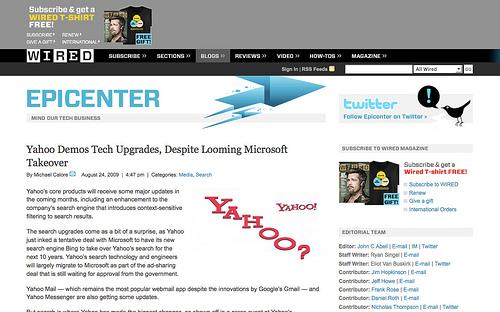 Subscribe & get a
WIRED T-SHIRT
FREE!
SUBSCRIBE RENEW
GIVE A GIFT INTERNATIONAL
FREE GIFT!
WIRED
SUBSCRIBE >> SECTIONS >> BLOGS >> REVIEWS >> VIDEO >> HOW-TOS >> MAGAZINE >>
Sign In | RSS Feeds
All Wired
GO
EPICENTER
MIND OUR TECH BUSINESS
Yahoo Demos Tech Upgrades, Despite Looming Microsoft
Takeover
By Michael Calore August 24, 2009 | 4:47 pm | Categories: Media, Search
Yahoo's core products will receive some major updates in
the coming months, including an enhancement to the
company's search engine that introduces context-sensitive
filtering to search results.
The search upgrades come as a bit of a surprise, as Yahoo
just inked a tentative deal with Microsoft to have its new
search engine Bing to take over Yahoo's search for the
next 10 years. Yahoo's search technology and engineers
will largely migrate to Microsoft as part of the ad-sharing
deal that is still waiting for approval from the government.
Yahoo Mail — which remains the most popular webmail app despite the innovations by Google's Gmail — and
Yahoo Messenger are also getting some updates.
YAHOO!
YAHOO?
twitter
Follow Epicenter on Twitter >
!
SUBSCRIBE TO WIRED MAGAZINE
Subscribe & get a
Wired T-shirt FREE!
Subscribe to WIRED
Renew
Give a gift
International Orders
FREE GIFT!
EDITORIAL TEAM
Editor: John C Abell | E-mail | IM | Twitter
Staff Writer: Ryan Singel | E-mail
Staff Writer: Eliot Van Buskirk | E-mail | Twitter
Contributor: Jim Hopkinson | E-mail
Contributor: Jeff Howe | E-mail
Contributor: Frank Rose | E-mail
Contributor: Daniel Roth | E-mail
Contributor: Nicholas Thompson | E-mail | Twitter